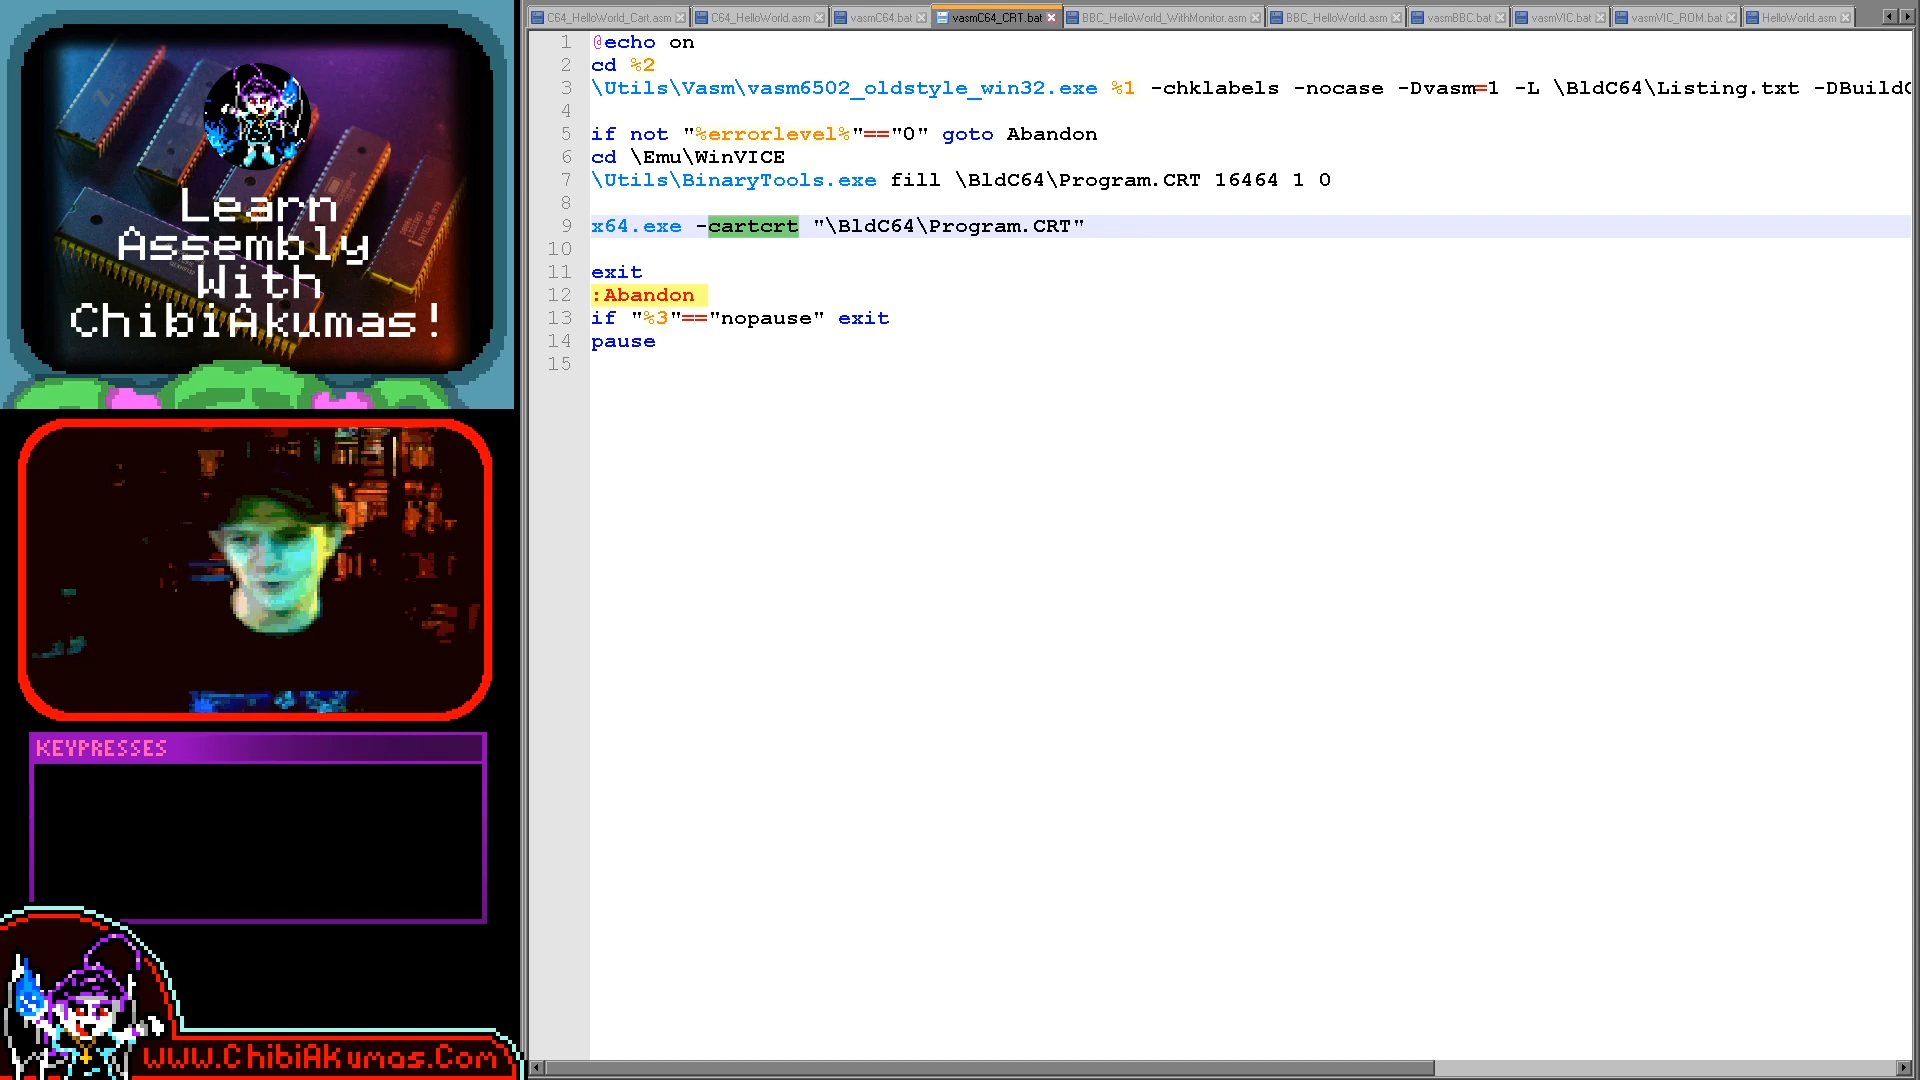 Learn
Assembly
With
ChibiAkumas!
KEYPRESSES
WWW.ChibiAkumas.Com
C64_HelloWorld_Cart.asm C64_HelloWorld.asm vasmC64.bat vasmC64_CRT.bat BBC_HelloWorld_WithMonitor.asm BBC_HelloWorld.asm vasmBBC.bat vasmVIC.bat vasmVIC_ROM.bat HelloWorld.asm
1 @echo on
2 cd %2
3 \Utils\Vasm\vasm6502_oldstyle_win32.exe %1 -chklabels -nocase -Dvasm=1 -L \BldC64\Listing.txt -DBuildC
4
5 if not "%errorlevel%"=="0" goto Abandon
6 cd \Emu\WinVICE
7 \Utils\BinaryTools.exe fill \BldC64\Program.CRT 16464 1 0
8
9 x64.exe -cartcrt "\BldC64\Program.CRT"
10
11 exit
12 :Abandon
13 if "%3"=="nopause" exit
14 pause
15